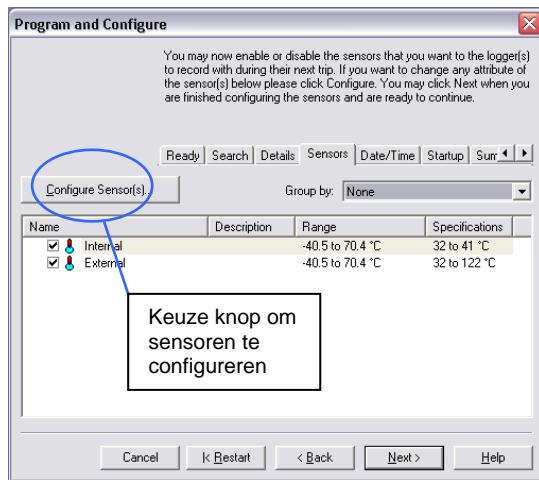 Program and Configure
You may now enable or disable the sensors that you want to the logger(s)
to record with during their next trip. If you want to change any attribute of
the sensor(s) below please click Configure. You may click Next when you
are finished configuring the sensors and are ready to continue.
Ready Search Details Sensors Date/Time Startup Sum
Configure Sensor(s)... Group by: None
Name Description Range Specifications
Internal -40.5 to 70.4 °C 32 to 41 °C
External -40.5 to 70.4 °C 32 to 122 °C
Keuze knop om
sensoren te
configureren
Cancel |< Restart < Back Next > Help